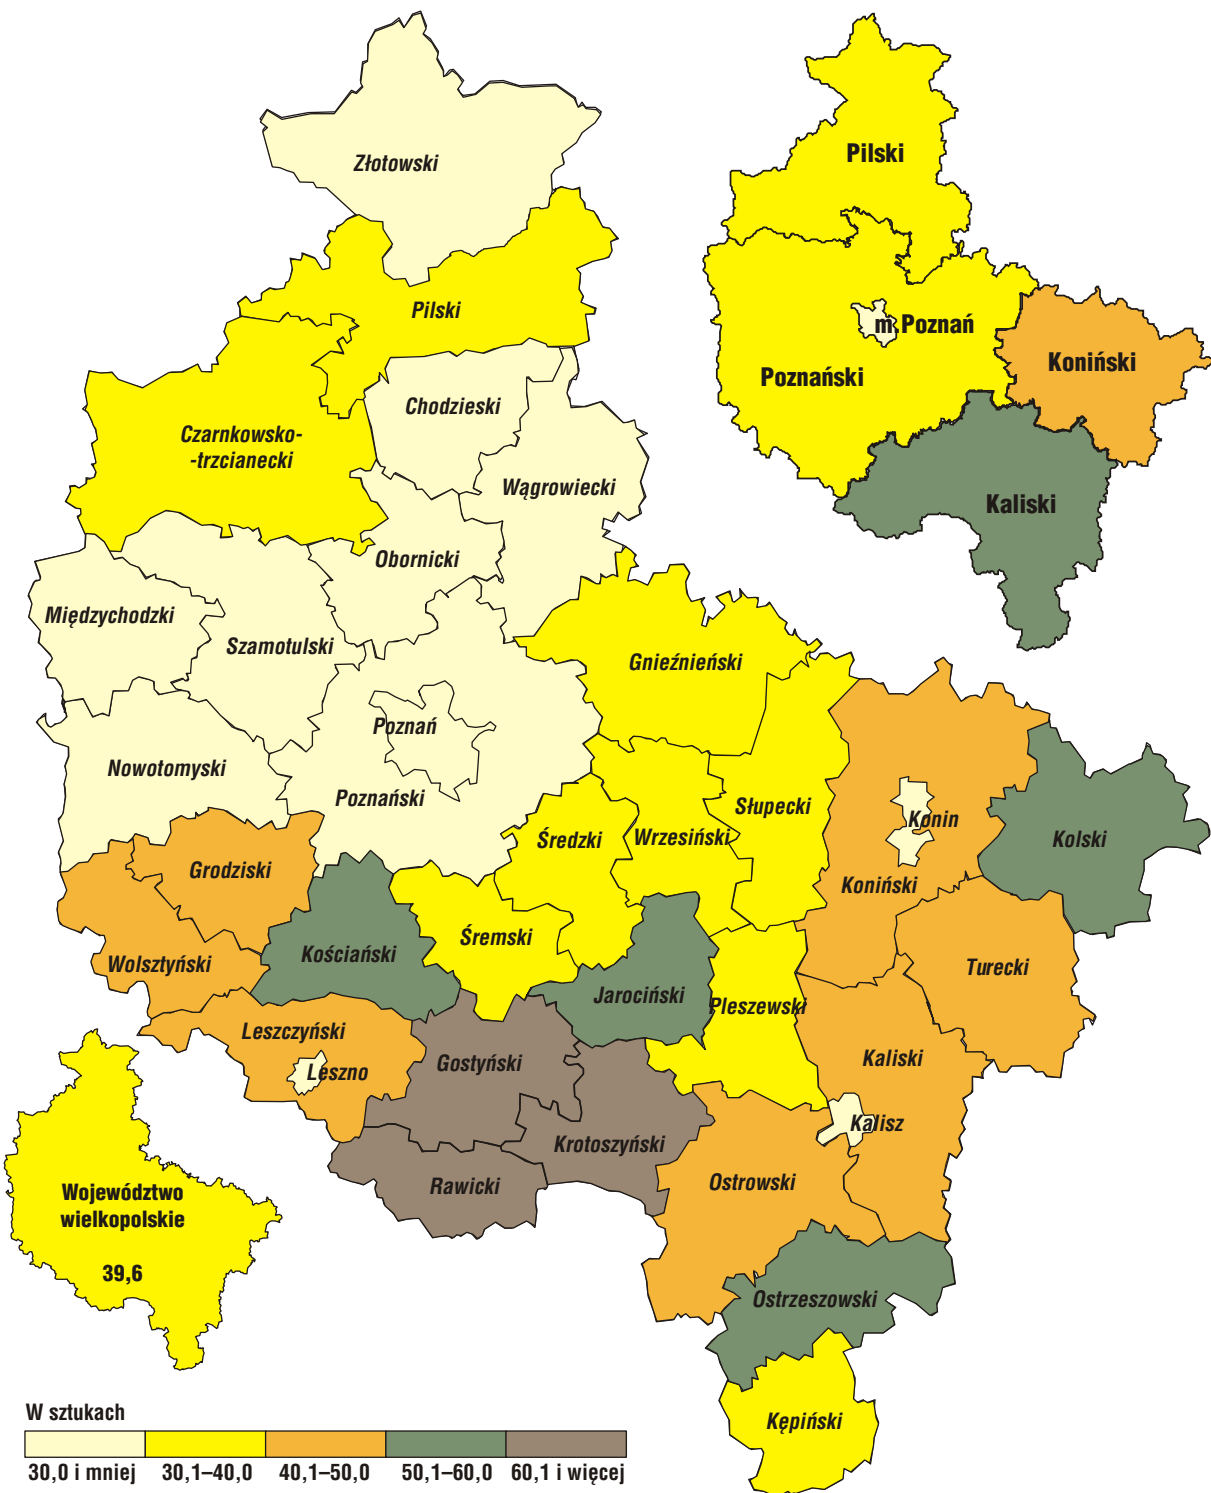 Złotowski
Pilski
Czarnkowsko-
-trzcianecki
Chodzieski
Wągrowiecki
Obornicki
Międzychodzki
Szamotulski
Gnieźnieński
Poznań
Nowotomyski
Poznański
Słupecki
Średzki
Wrzesiński
Konin
Kolski
Grodziski
Koniński
Śremski
Kościański
Wolsztyński
Turecki
Jarociński
Pleszewski
Leszczyński
Leszno
Gostyński
Kaliski
Kalisz
Krotoszyński
Rawicki
Ostrowski
Ostrzeszowski
Kępiński
Pilski
m. Poznań
Poznański
Koniński
Kaliski
Województwo
wielkopolskie
39,6
W sztukach
30,0 i mniej 30,1–40,0 40,1–50,0 50,1–60,0 60,1 i więcej